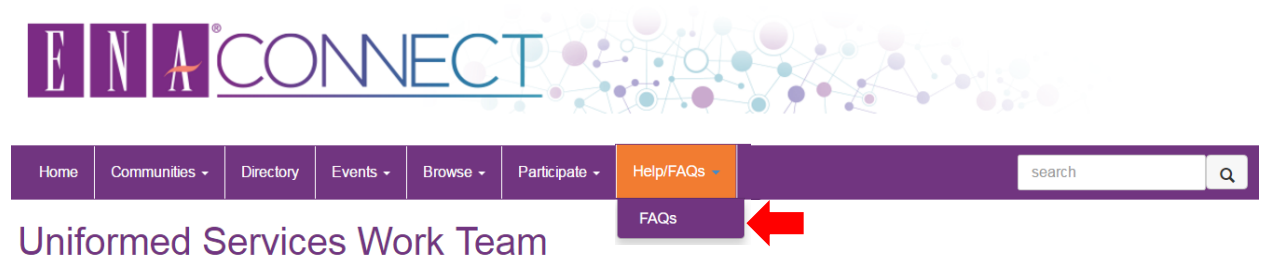 ENA® CONNECT
Home Communities Directory Events Browse Participate Help/FAQs search
FAQs
Uniformed Services Work Team